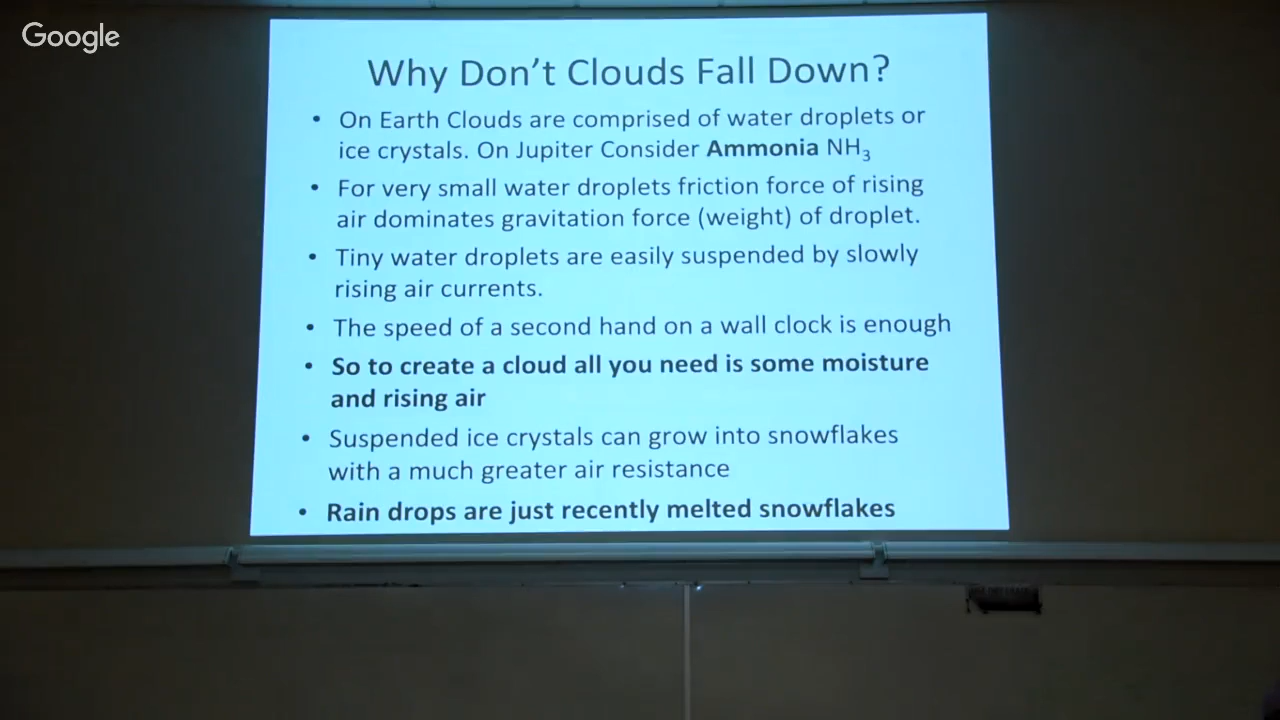 Google
Why Don't Clouds Fall Down?
• On Earth Clouds are comprised of water droplets or
ice crystals. On Jupiter Consider Ammonia NH₃
• For very small water droplets friction force of rising
air dominates gravitation force (weight) of droplet.
• Tiny water droplets are easily suspended by slowly
rising air currents.
• The speed of a second hand on a wall clock is enough
• So to create a cloud all you need is some moisture
and rising air
• Suspended ice crystals can grow into snowflakes
with a much greater air resistance
• Rain drops are just recently melted snowflakes